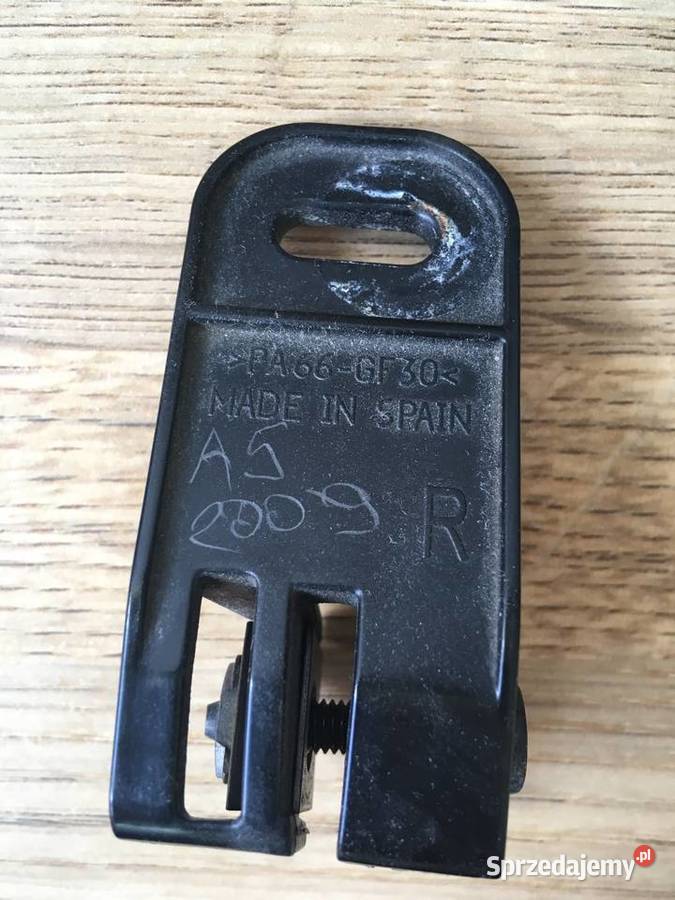 >PA66-GF30<
MADE IN SPAIN
A5
2009
R
Sprzedajemy.pl